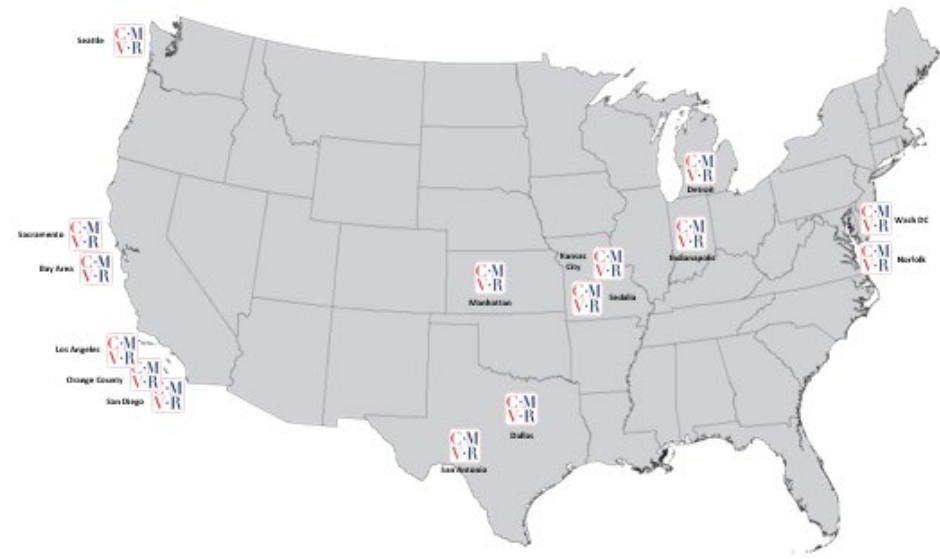 Seattle
C·M
V·R
C·M
V·R
Detroit
Sacramento
C·M
V·R
C·M
V·R
Wash DC
C·M
V·R
Indianapolis
Bay Area
C·M
V·R
Kansas
City
C·M
V·R
C·M
V·R
Norfolk
C·M
V·R
Manhattan
C·M
V·R
Sedalia
Los Angeles
C·M
V·R
Orange County
C·M
V·R
San Diego
C·M
V·R
C·M
V·R
Dallas
C·M
V·R
San Antonio